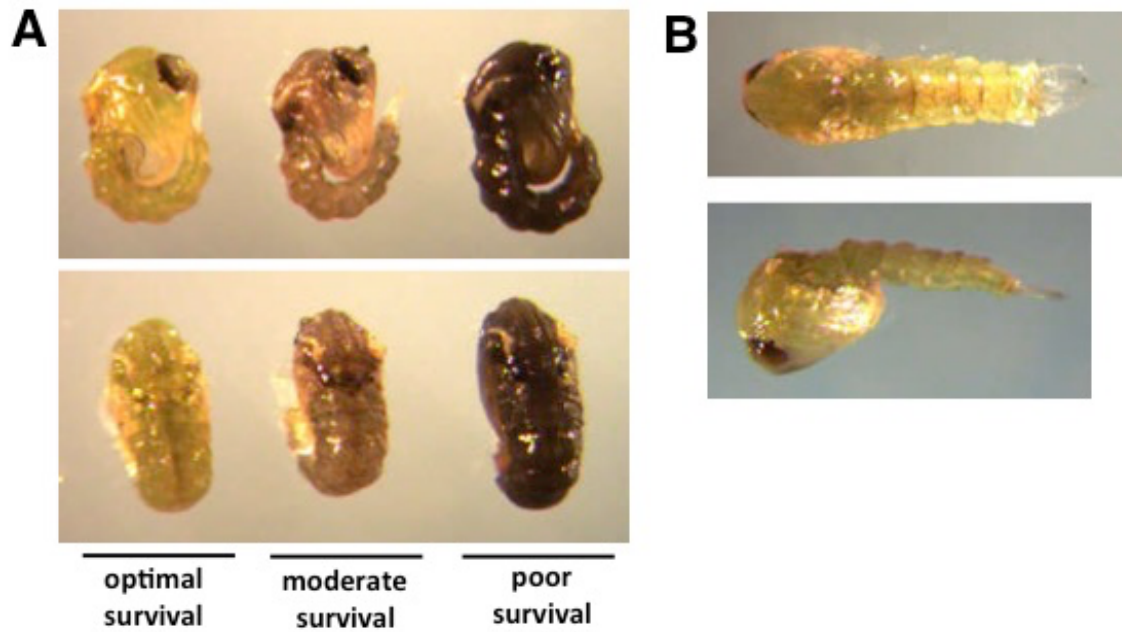 A
B
optimal
survival
moderate
survival
poor
survival